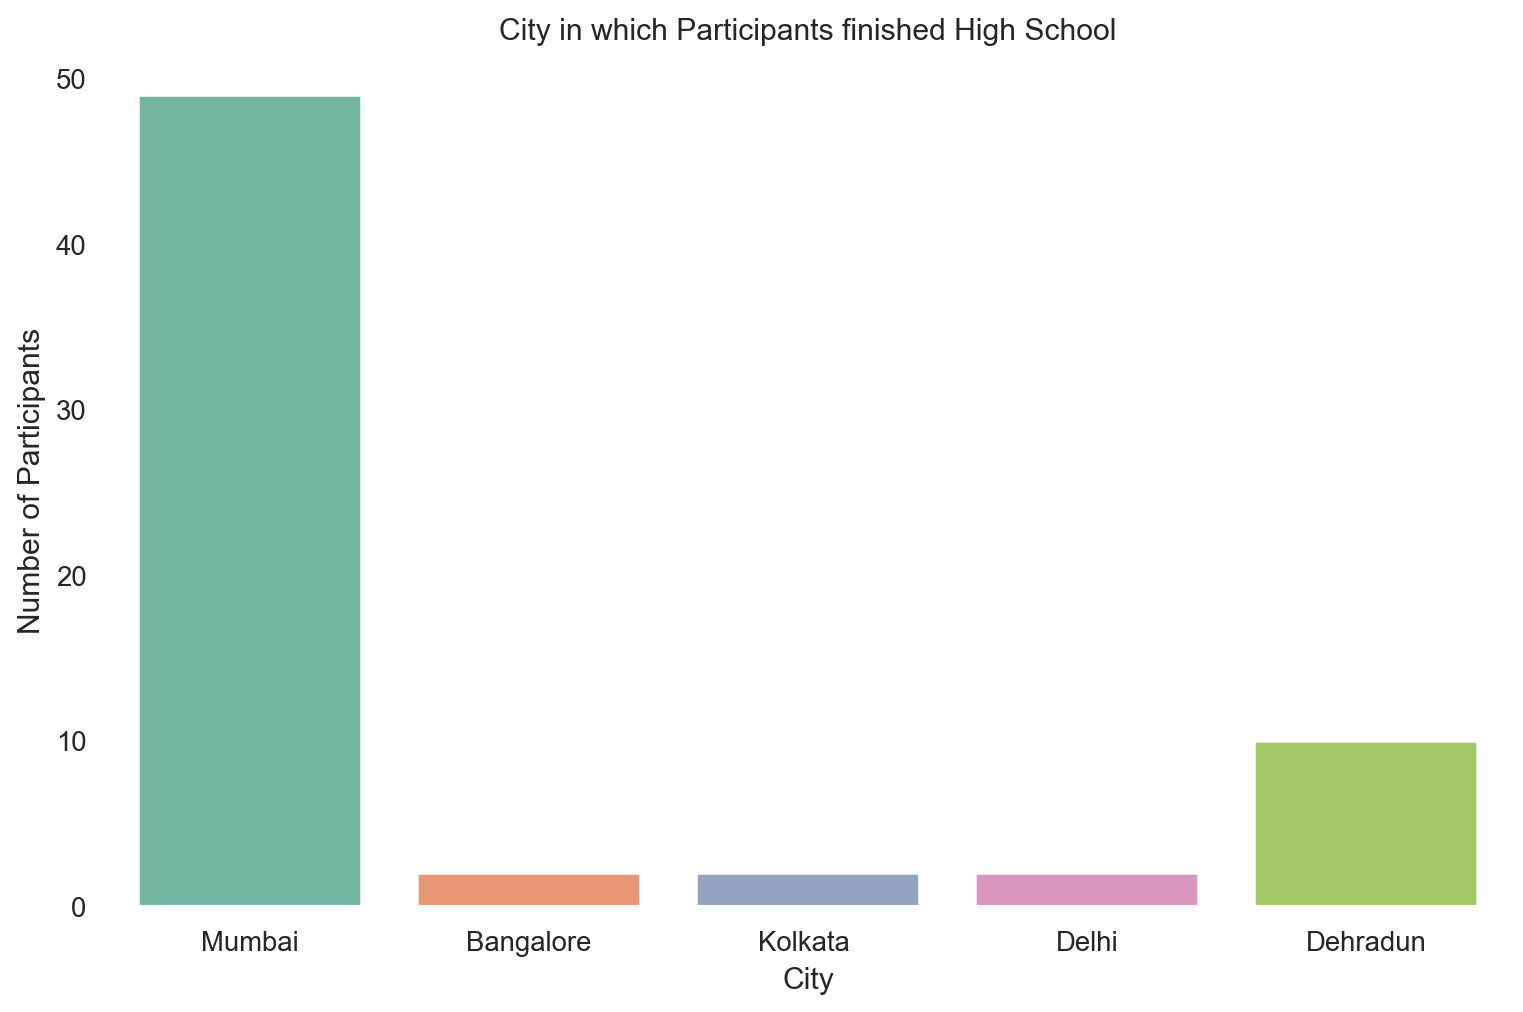 City in which Participants finished High School
Number of Participants
50
40
30
20
10
0
Mumbai Bangalore Kolkata Delhi Dehradun
City